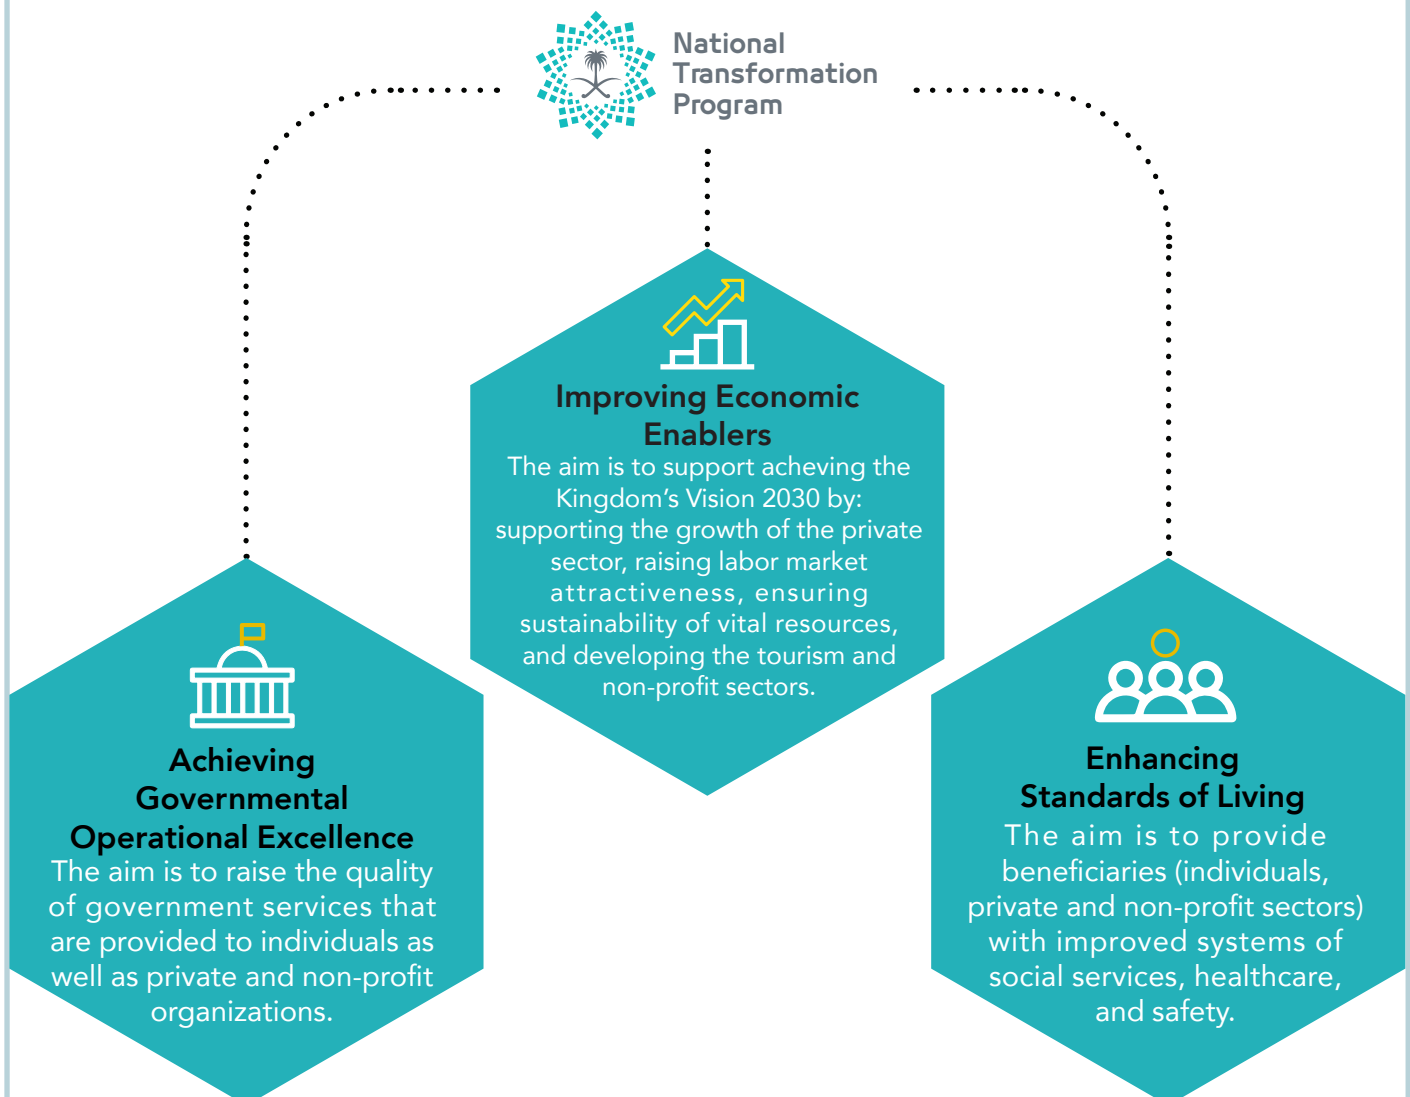 National
Transformation
Program
Improving Economic
Enablers
The aim is to support acheving the
Kingdom's Vision 2030 by:
supporting the growth of the private
sector, raising labor market
attractiveness, ensuring
sustainability of vital resources,
and developing the tourism and
non-profit sectors.
Achieving
Governmental
Operational Excellence
The aim is to raise the quality
of government services that
are provided to individuals as
well as private and non-profit
organizations.
Enhancing
Standards of Living
The aim is to provide
beneficiaries (individuals,
private and non-profit sectors)
with improved systems of
social services, healthcare,
and safety.